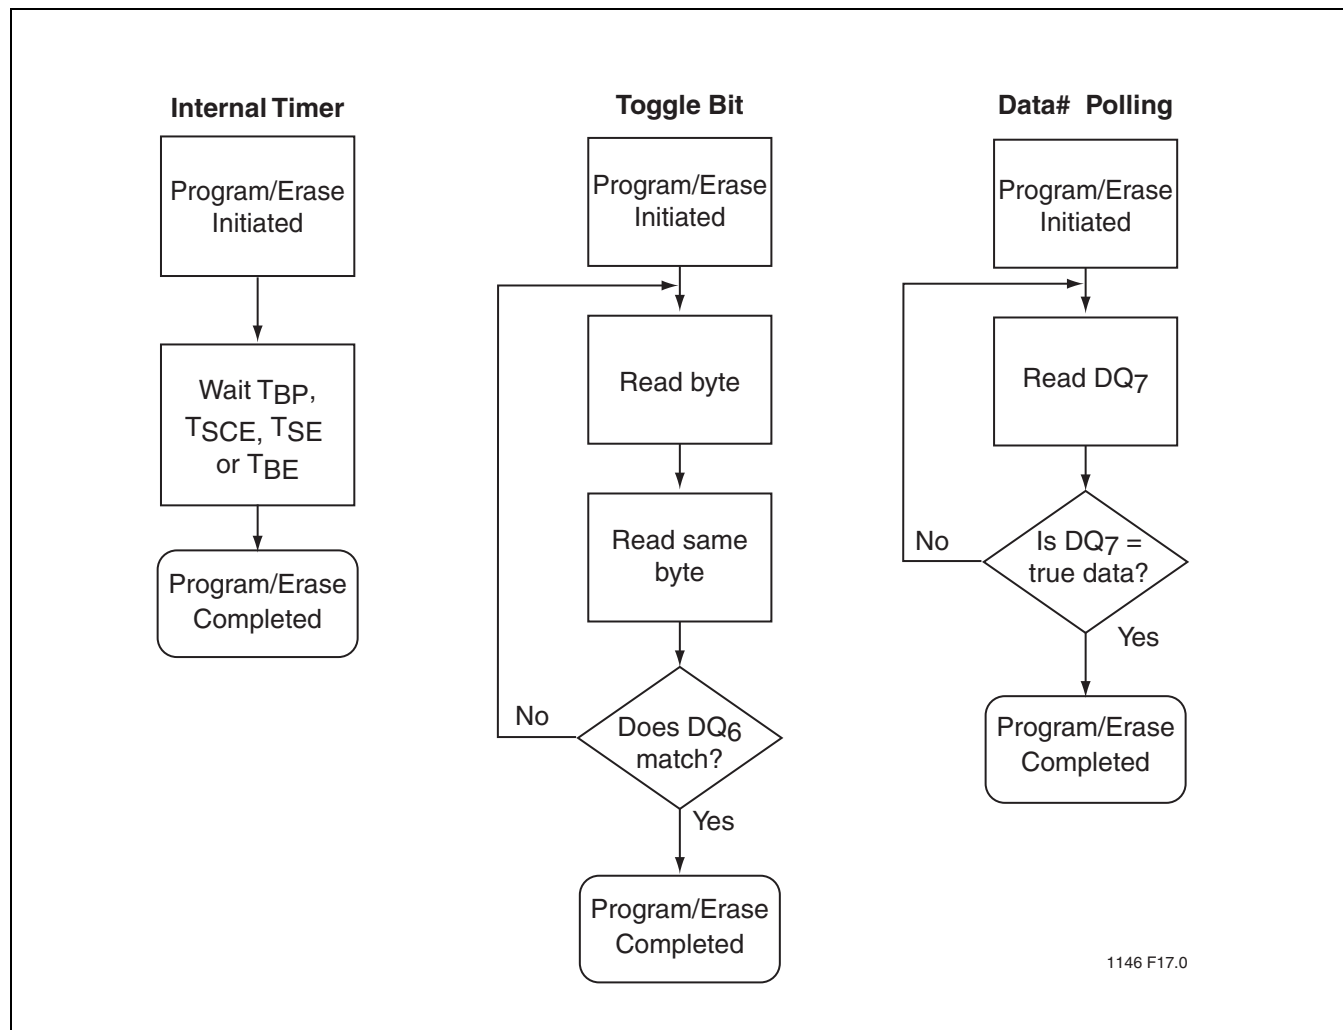 Internal Timer
Program/Erase
Initiated
Wait TBP,
TSCE, TSE
or TBE
Program/Erase
Completed
Toggle Bit
Program/Erase
Initiated
Read byte
Read same
byte
No
Does DQ6
match?
Yes
Program/Erase
Completed
Data# Polling
Program/Erase
Initiated
Read DQ7
No
Is DQ7 =
true data?
Yes
Program/Erase
Completed
1146 F17.0